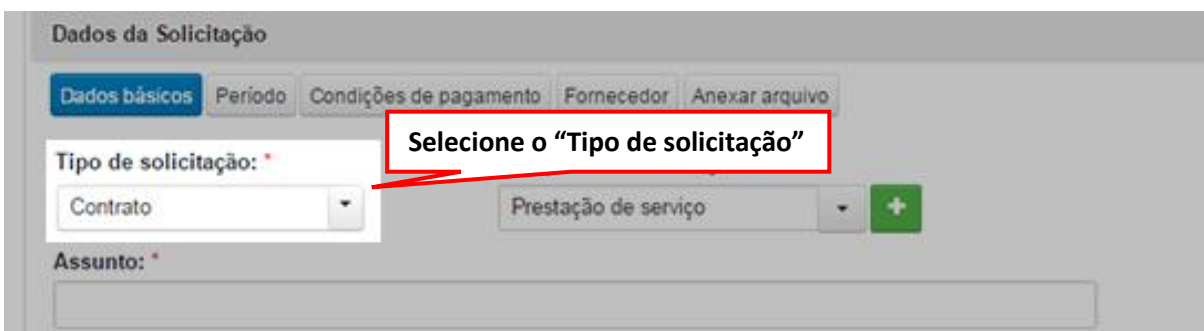 Dados da Solicitação
Dados básicos Período Condições de pagamento Fornecedor Anexar arquivo
Selecione o “Tipo de solicitação”
Tipo de solicitação: *
Contrato Prestação de serviço +
Assunto: *